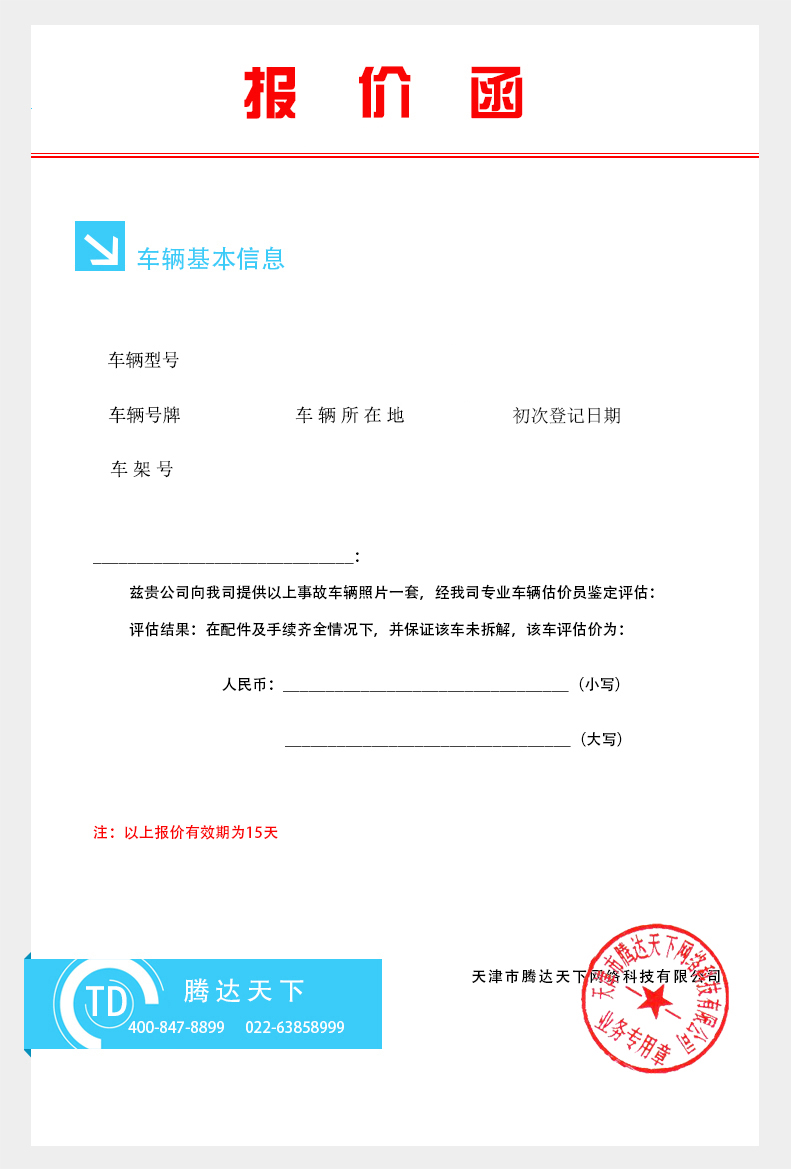 报 价 函
车辆基本信息
车辆型号
车辆号牌 车辆所在地 初次登记日期
车架号
______________________________：
兹贵公司向我司提供以上事故车辆照片一套，经我司专业车辆估价员鉴定评估：
评估结果：在配件及手续齐全情况下，并保证该车未拆解，该车评估价为：
人民币：_________________________________（小写）
_________________________________（大写）
注：以上报价有效期为15天
天津市腾达天下网络科技有限公司
天津市腾达天下网络科技有限公司
业务专用章
TD
腾达天下
400-847-8899 022-63858999